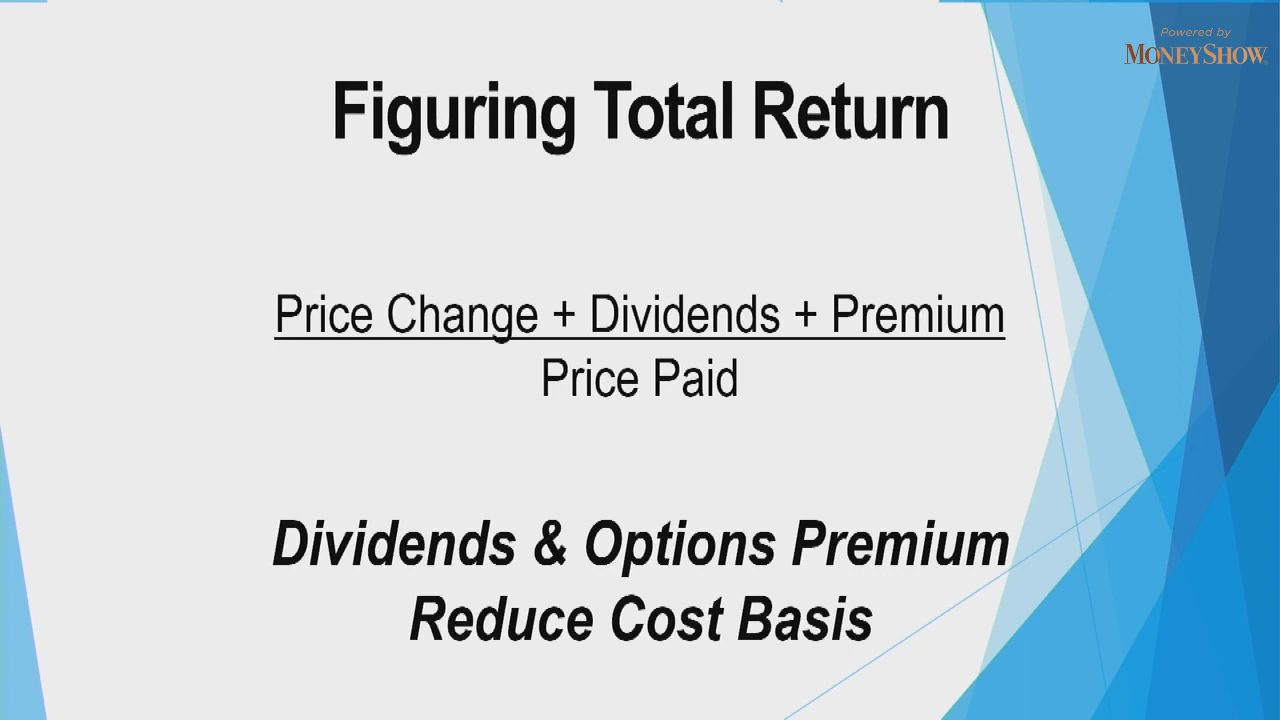 Powered by
MONEYSHOW
Figuring Total Return
Price Change + Dividends + Premium
Price Paid
Dividends & Options Premium
Reduce Cost Basis